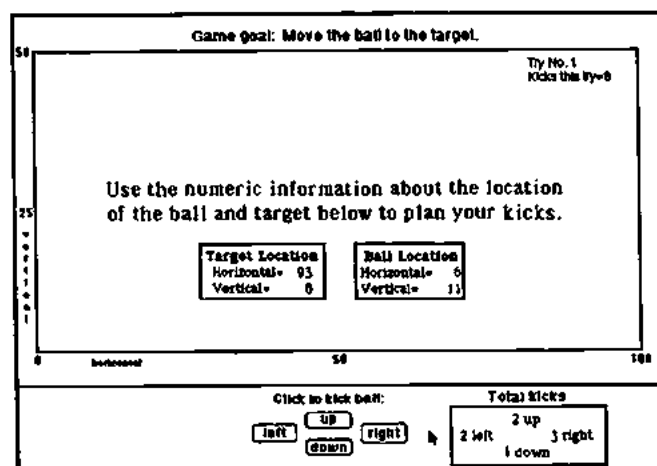 Game goal: Move the ball to the target.
50
Try No. 1
Kicks this try=0
Use the numeric information about the location
of the ball and target below to plan your kicks.
25
vertical
Target Location
Horizontal= 93
Vertical=
Ball Location
Horizontal= 6
Vertical= 11
0
horizontal
50
100
Click to kick ball:
up
left
right
down
Total kicks
2 up
2 left
3 right
1 down